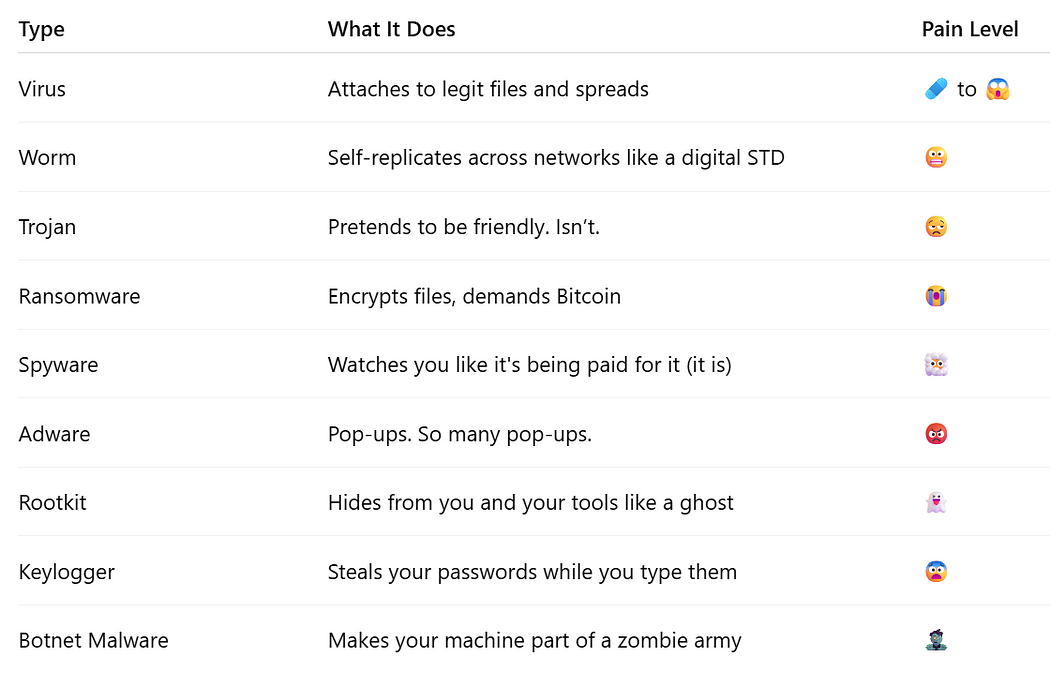 Type What It Does Pain Level
Virus Attaches to legit files and spreads 🩹 to 😱
Worm Self-replicates across networks like a digital STD 😬
Trojan Pretends to be friendly. Isn’t. 😩
Ransomware Encrypts files, demands Bitcoin 😭
Spyware Watches you like it's being paid for it (it is) 😶‍🌫️
Adware Pop-ups. So many pop-ups. 😡
Rootkit Hides from you and your tools like a ghost 👻
Keylogger Steals your passwords while you type them 😨
Botnet Malware Makes your machine part of a zombie army 🧟